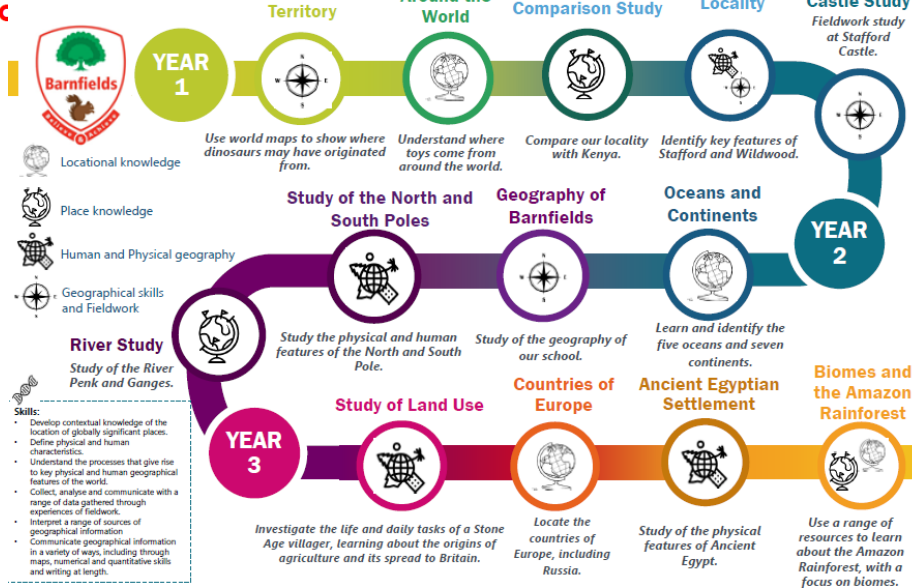 Territory
Around the
World
Comparison Study
Locality
Castle Study
Fieldwork study
at Stafford
Castle.
Barnfields
YEAR
1
Use world maps to show where
dinosaurs may have originated
from.
Understand where
toys come from
around the world.
Compare our locality
with Kenya.
Identify key features of
Stafford and Wildwood.
Locational knowledge
Place knowledge
Human and Physical geography
Geographical skills
and Fieldwork
Study of the North and
South Poles
Geography of
Barnfields
Oceans and
Continents
YEAR
2
Study the physical and human
features of the North and South
Pole.
Study of the geography of
our school.
Learn and identify the
five oceans and seven
continents.
River Study
Study of the River
Penk and Ganges.
Skills:
• Develop contextual knowledge of the
location of globally significant places.
• Define physical and human
characteristics.
• Understand the processes that give rise
to key physical and human geographical
features of the world.
• Collect, analyse and communicate with a
range of data gathered through
experiences of fieldwork.
• Interpret a range of sources of
geographical information
• Communicate geographical information
in a variety of ways, including through
maps, numerical and quantitative skills
and writing at length.
YEAR
3
Study of Land Use
Countries of
Europe
Ancient Egyptian
Settlement
Biomes and
the Amazon
Rainforest
Investigate the life and daily tasks of a Stone
Age villager, learning about the origins of
agriculture and its spread to Britain.
Locate the
countries of
Europe, including
Russia.
Study of the physical
features of Ancient
Egypt.
Use a range of
resources to learn
about the Amazon
Rainforest, with a
focus on biomes.